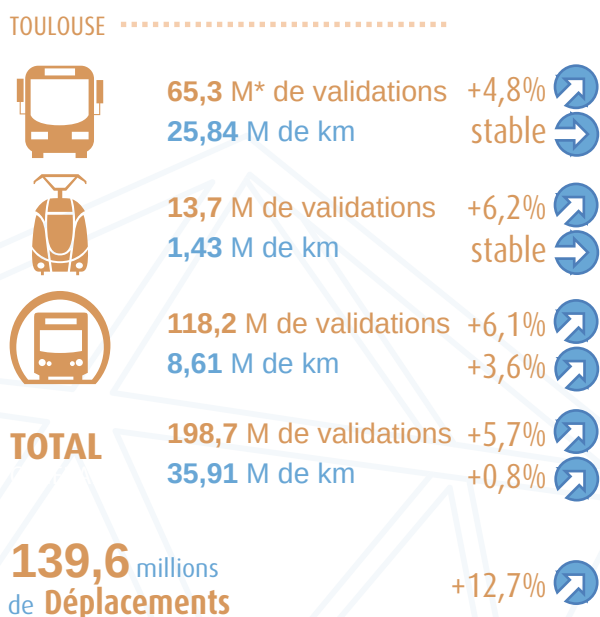 TOULOUSE
65,3 M* de validations +4,8%
25,84 M de km stable
13,7 M de validations +6,2%
1,43 M de km stable
118,2 M de validations +6,1%
8,61 M de km +3,6%
TOTAL
198,7 M de validations +5,7%
35,91 M de km +0,8%
139,6 millions
de Déplacements +12,7%